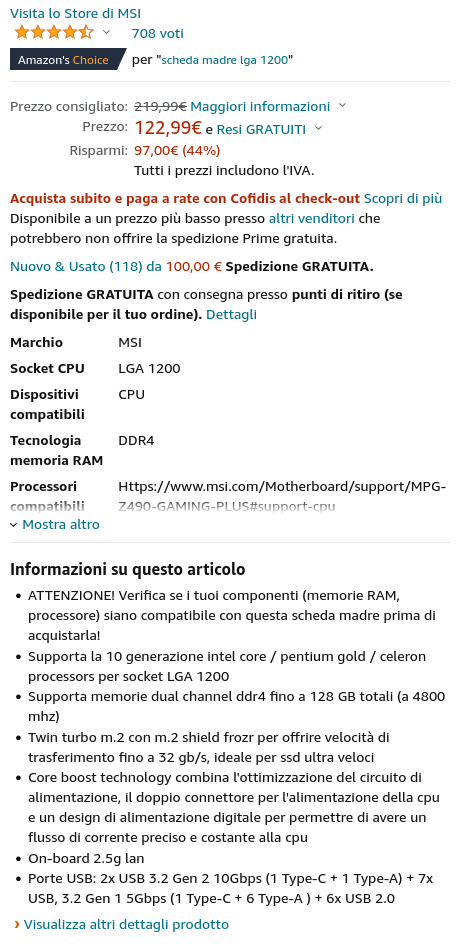 Visita lo Store di MSI
708 voti
Amazon's Choice per "scheda madre lga 1200"
Prezzo consigliato: 219,99€ Maggiori informazioni
Prezzo: 122,99€ e Resi GRATUITI
Risparmi: 97,00€ (44%)
Tutti i prezzi includono l'IVA.
Acquista subito e paga a rate con Cofidis al check-out Scopri di più
Disponibile a un prezzo più basso presso altri venditori che
potrebbero non offrire la spedizione Prime gratuita.
Nuovo & Usato (118) da 100,00 € Spedizione GRATUITA.
Spedizione GRATUITA con consegna presso punti di ritiro (se
disponibile per il tuo ordine). Dettagli
Marchio MSI
Socket CPU LGA 1200
Dispositivi CPU
compatibili
Tecnologia DDR4
memoria RAM
Processori Https://www.msi.com/Motherboard/support/MPG-
compatibili Z490-GAMING-PLUS#support-cpu
Mostra altro
Informazioni su questo articolo
• ATTENZIONE! Verifica se i tuoi componenti (memorie RAM,
processore) siano compatibile con questa scheda madre prima di
acquistarla!
• Supporta la 10 generazione intel core / pentium gold / celeron
processors per socket LGA 1200
• Supporta memorie dual channel ddr4 fino a 128 GB totali (a 4800
mhz)
• Twin turbo m.2 con m.2 shield frozr per offrire velocità di
trasferimento fino a 32 gb/s, ideale per ssd ultra veloci
• Core boost technology combina l'ottimizzazione del circuito di
alimentazione, il doppio connettore per l'alimentazione della cpu
e un design di alimentazione digitale per permettere di avere un
flusso di corrente preciso e costante alla cpu
• On-board 2.5g lan
• Porte USB: 2x USB 3.2 Gen 2 10Gbps (1 Type-C + 1 Type-A) + 7x
USB, 3.2 Gen 1 5Gbps (1 Type-C + 6 Type-A ) + 6x USB 2.0
› Visualizza altri dettagli prodotto